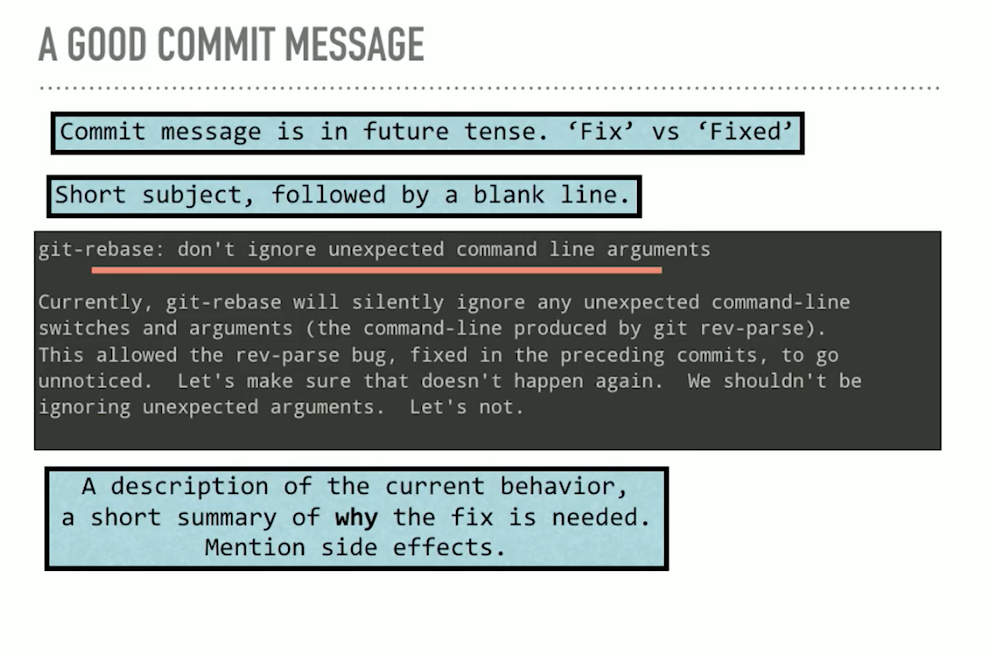 A GOOD COMMIT MESSAGE
Commit message is in future tense. ‘Fix’ vs ‘Fixed’
Short subject, followed by a blank line.
git-rebase: don't ignore unexpected command line arguments
Currently, git-rebase will silently ignore any unexpected command-line
switches and arguments (the command-line produced by git rev-parse).
This allowed the rev-parse bug, fixed in the preceding commits, to go
unnoticed.  Let's make sure that doesn't happen again.  We shouldn't be
ignoring unexpected arguments.  Let's not.
A description of the current behavior,
a short summary of why the fix is needed.
Mention side effects.